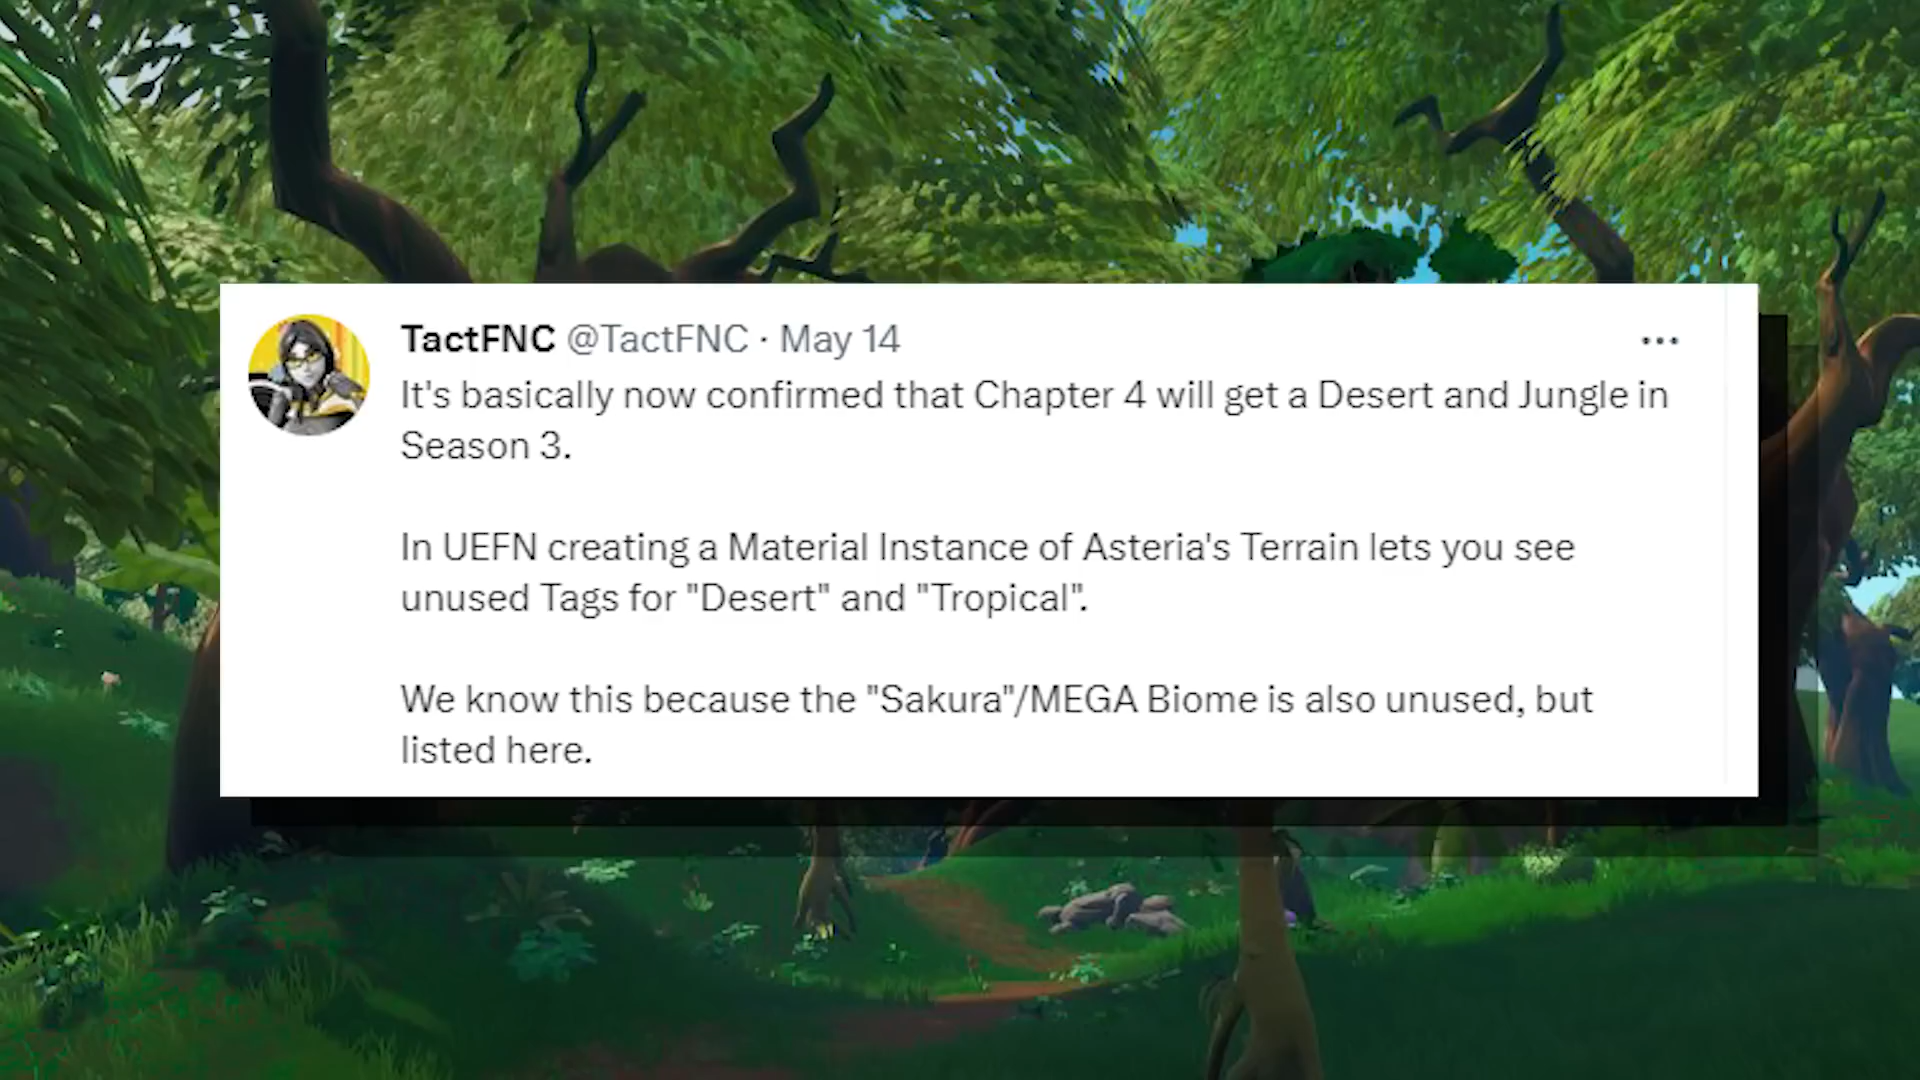 TactFNC @TactFNC · May 14
It's basically now confirmed that Chapter 4 will get a Desert and Jungle in
Season 3.
In UEFN creating a Material Instance of Asteria's Terrain lets you see
unused Tags for "Desert" and "Tropical".
We know this because the "Sakura"/MEGA Biome is also unused, but
listed here.